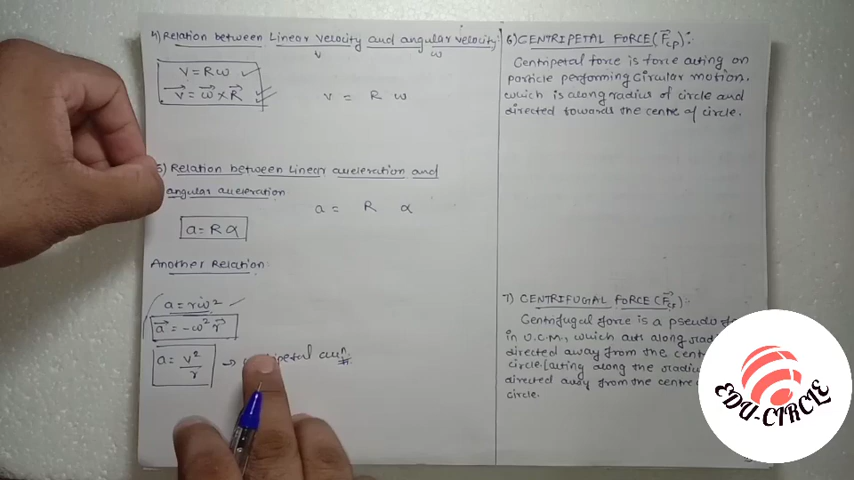 4) Relation between Linear velocity and angular velocity:
v
ω
v = Rω
v⃗ = ω⃗ × R⃗
v = R ω
5) Relation between Linear acceleration and
angular acceleration
a = R α
a = Rα
Another Relation:
a = rω²
a⃗ = -ω² r⃗
a = v²/r → accⁿ.
6) CENTRIPETAL FORCE (F⃗cp):
Centripetal force is force acting on
particle performing Circular motion.
which is along radius of circle and
directed towards the centre of circle.
7) CENTRIFUGAL FORCE (F⃗cf):
Centrifugal force is a pseudo
in U.C.M, which acts along
directed away from the
circle. (acting along the radius
directed away from the centre
circle.
EDU-CIRCLE